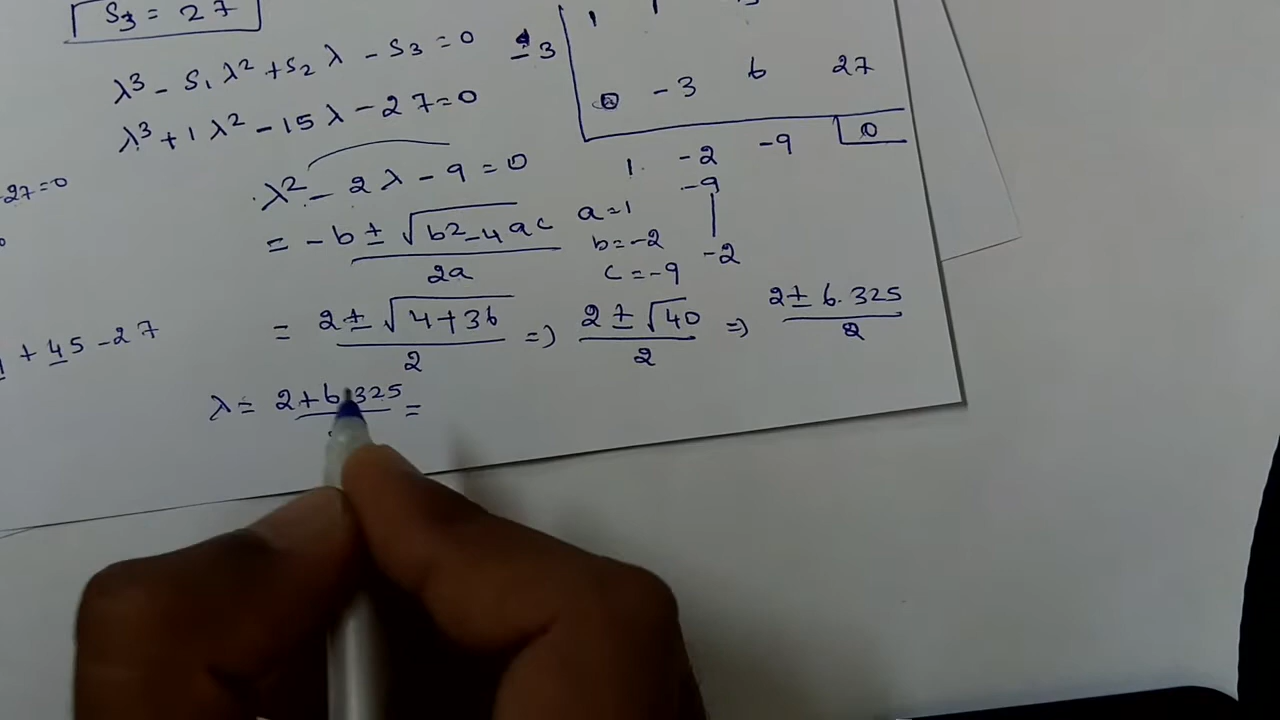 S3 = 27
λ³ - S1 λ² + S2 λ - S3 = 0
λ³ + 1 λ² - 15 λ - 27 = 0
-3
1 1
0 -3 6 27
1. -2 -9 0
-27=0
λ² - 2λ - 9 = 0
-9
= -b ± √b2-4ac
2a
a=1
b=-2
c=-9
-2
+ 45 -27
= 2 ± √4+36
2
=) 2 ± √40
2
=) 2 ± 6.325
2
λ = 2+6.325 =